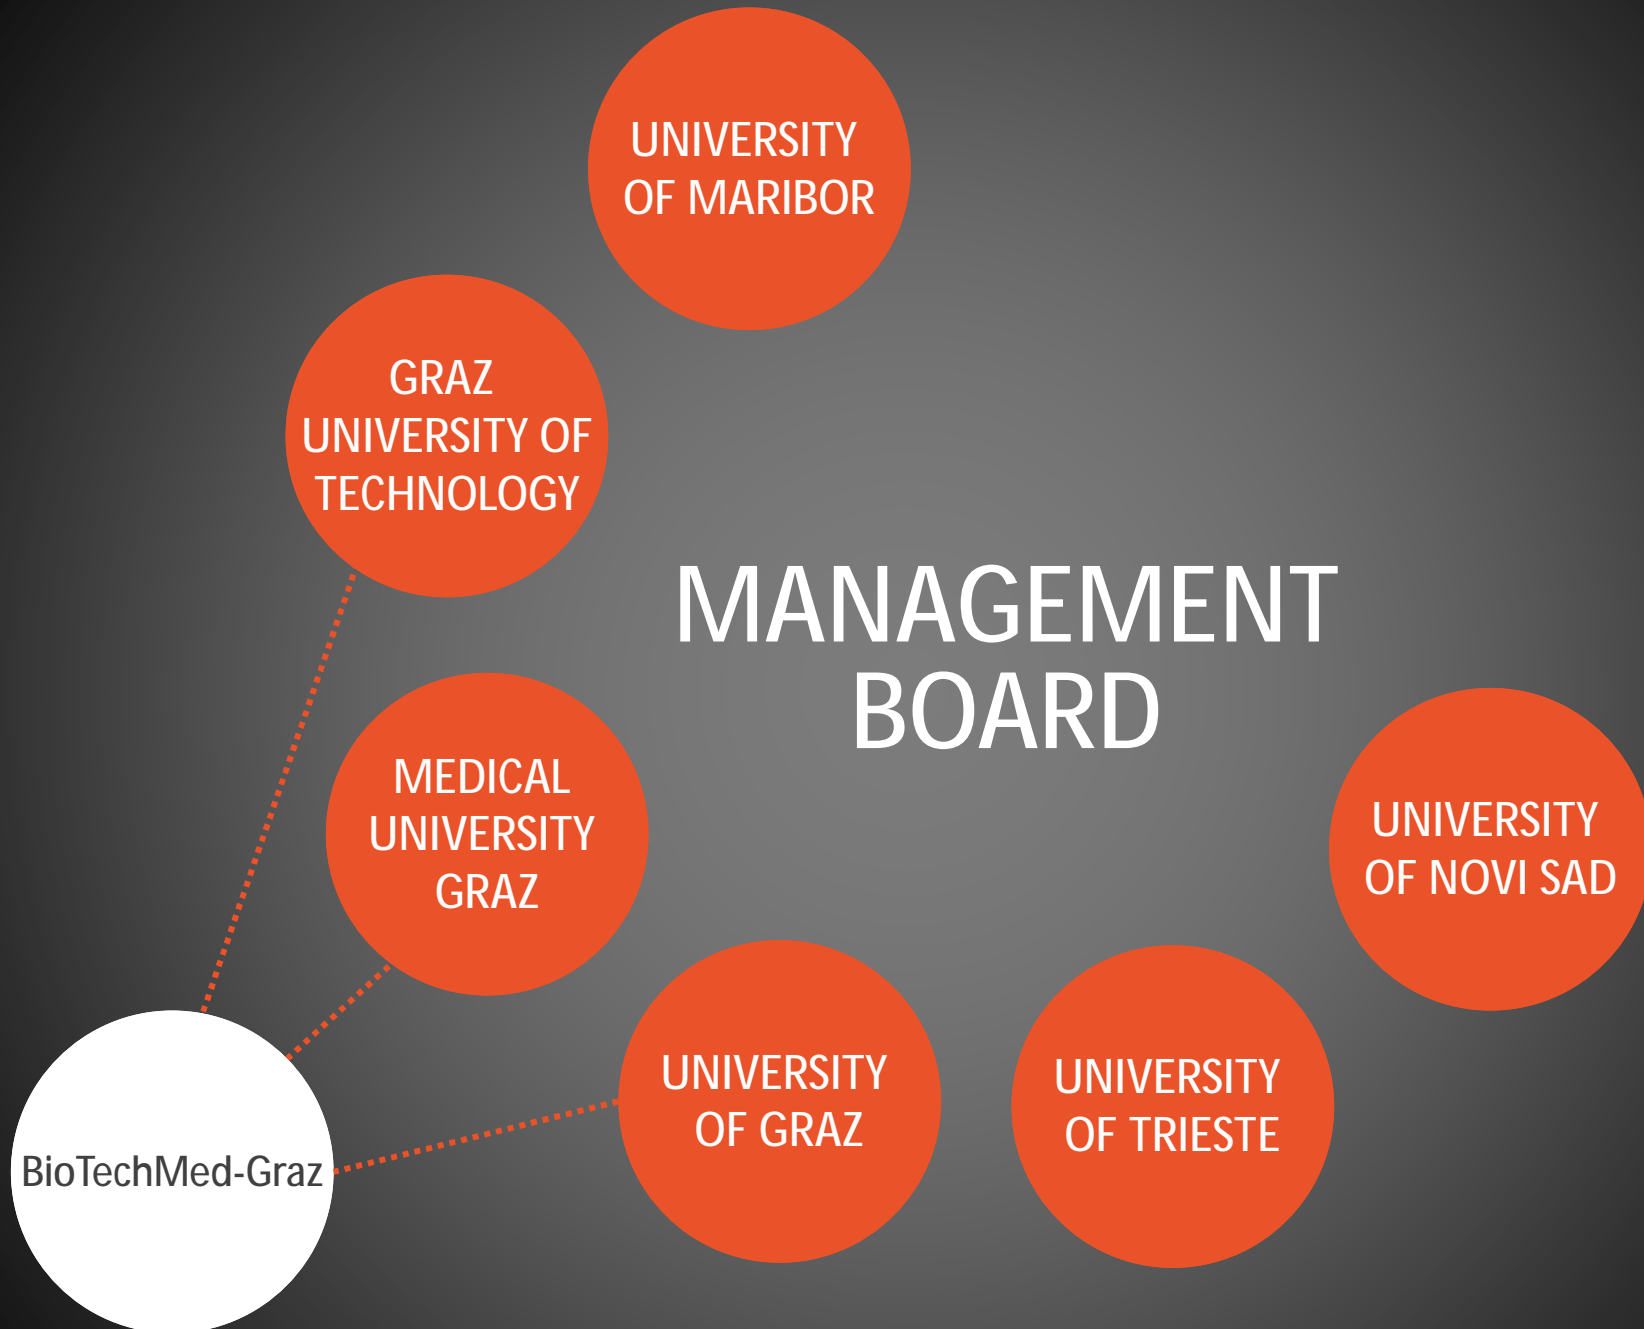 UNIVERSITY
OF MARIBOR
GRAZ
UNIVERSITY OF
TECHNOLOGY
MANAGEMENT
BOARD
MEDICAL
UNIVERSITY
GRAZ
UNIVERSITY
OF NOVI SAD
UNIVERSITY
OF GRAZ
UNIVERSITY
OF TRIESTE
BioTechMed-Graz